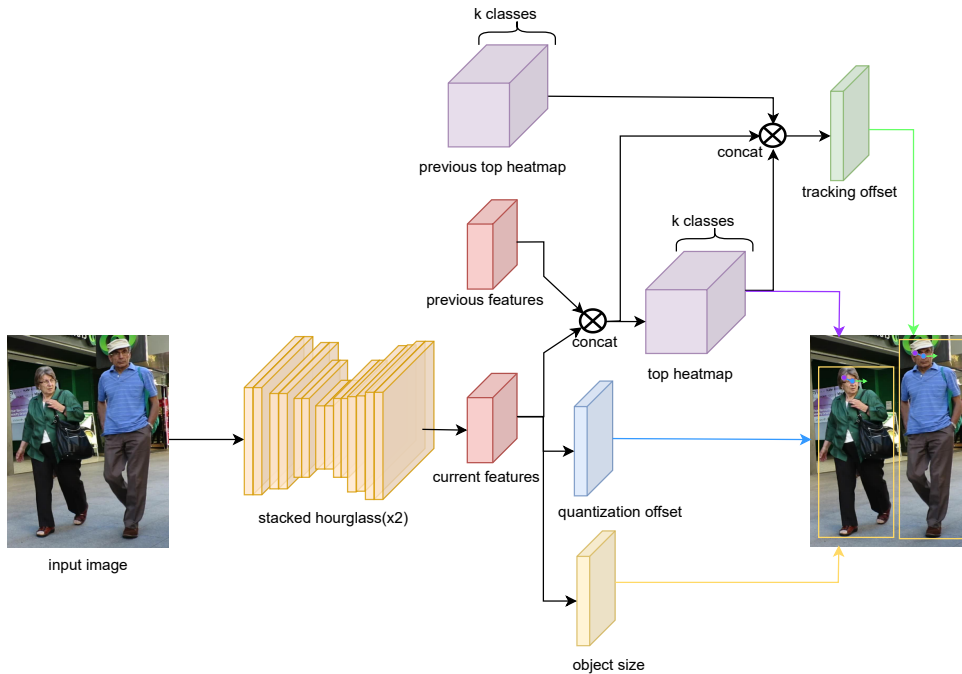 k classes
previous top heatmap
concat
tracking offset
k classes
previous features
concat
top heatmap
current features
stacked hourglass(x2)
quantization offset
input image
object size